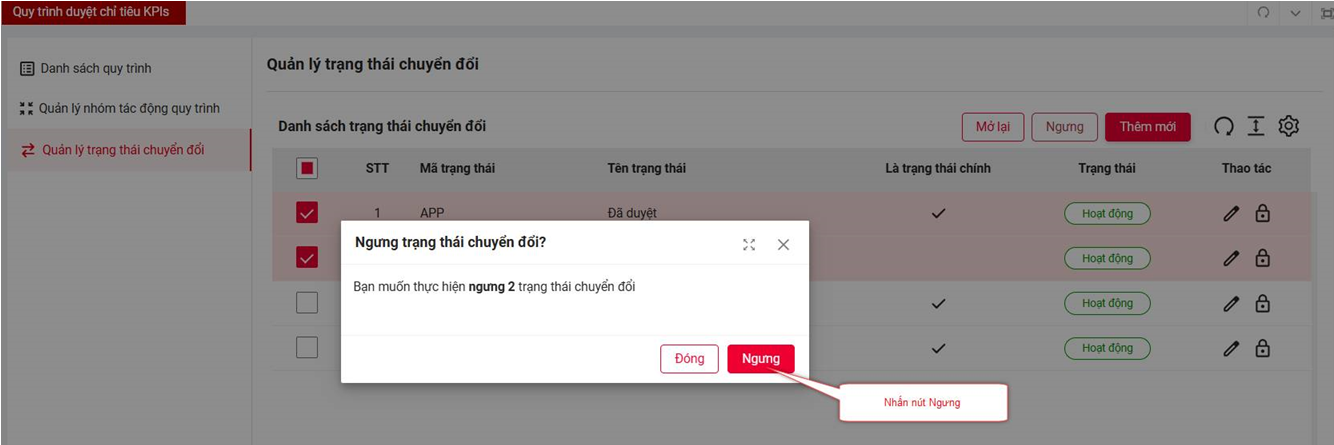 Quy trình duyệt chỉ tiêu KPIs
Danh sách quy trình
Quản lý nhóm tác động quy trình
Quản lý trạng thái chuyển đổi
Quản lý trạng thái chuyển đổi
Danh sách trạng thái chuyển đổi
Mở lại Ngưng Thêm mới
STT Mã trạng thái Tên trạng thái Là trạng thái chính Trạng thái Thao tác
1 APP Đã duyệt Hoạt động
Hoạt động
Hoạt động
Hoạt động
Ngưng trạng thái chuyển đổi?
Bạn muốn thực hiện ngưng 2 trạng thái chuyển đổi
Đóng Ngưng
Nhấn nút Ngưng